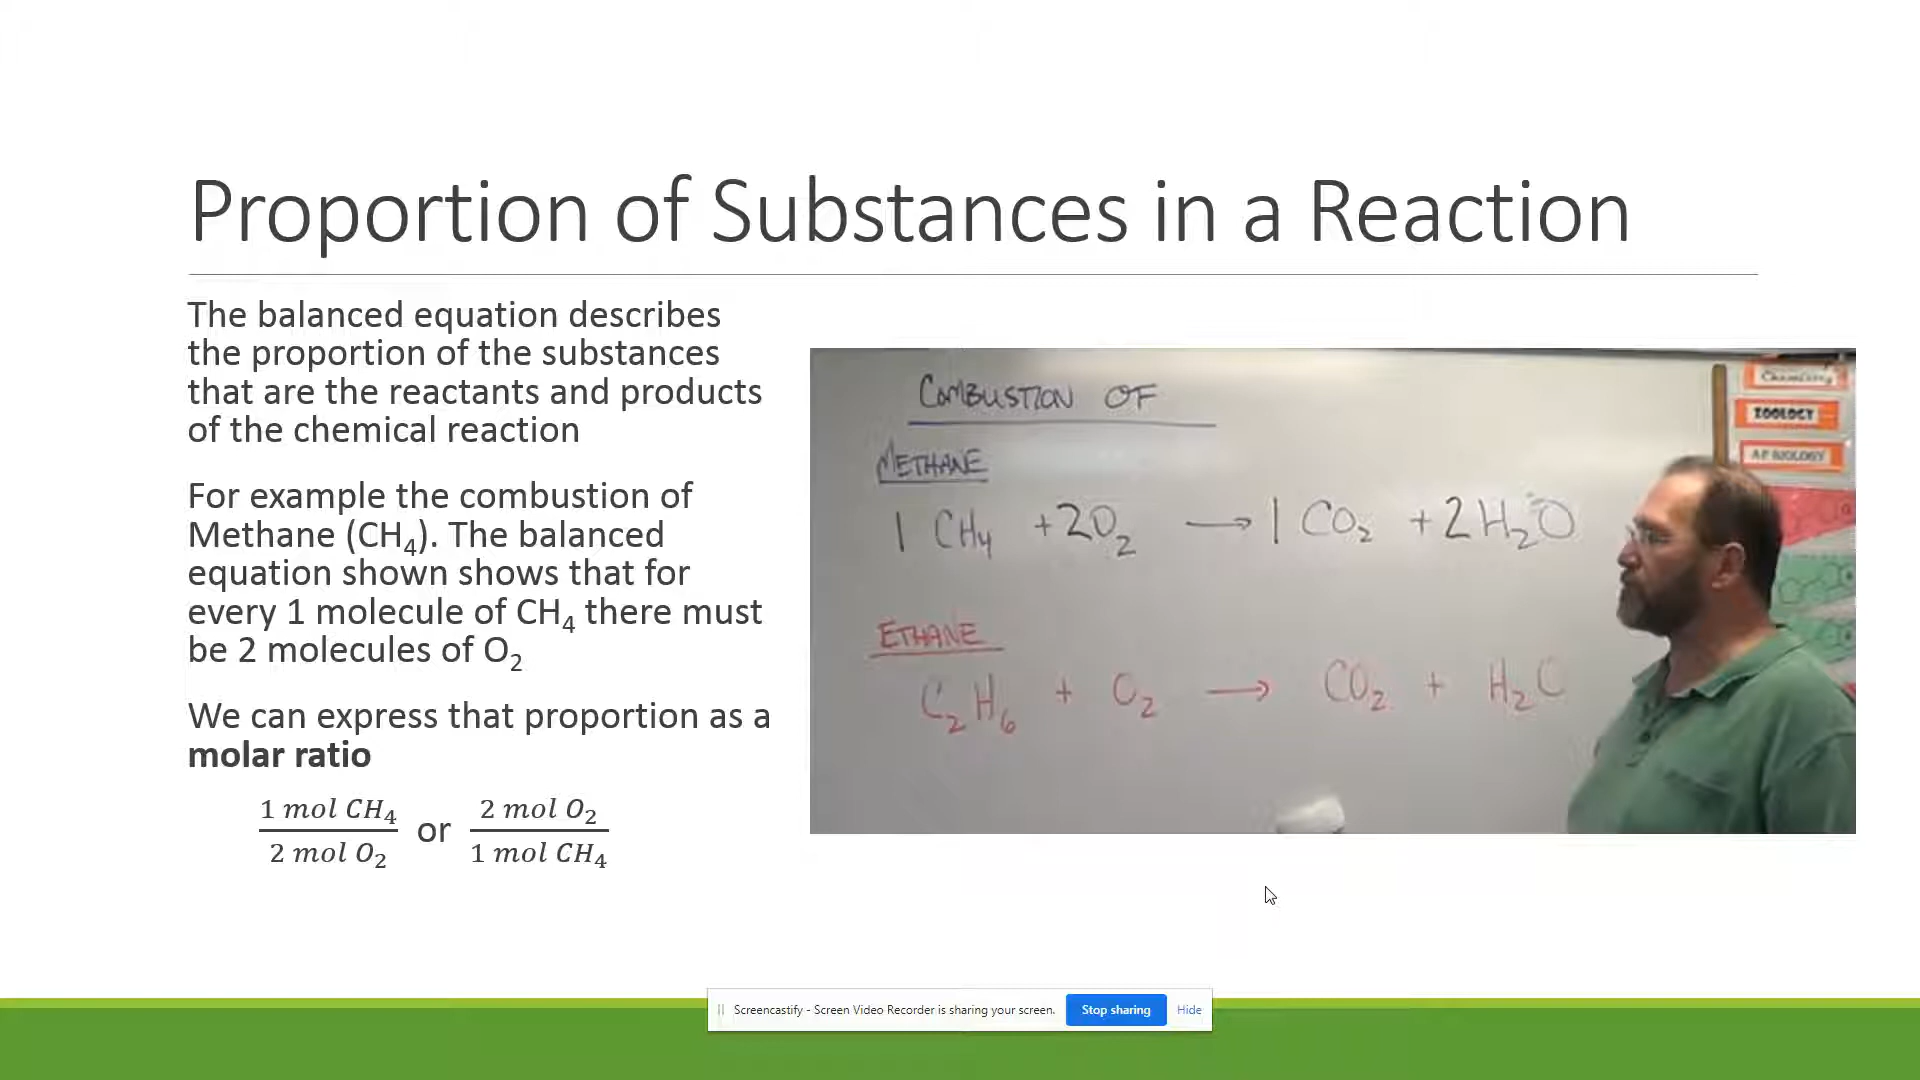 Proportion of Substances in a Reaction
The balanced equation describes
the proportion of the substances
that are the reactants and products
of the chemical reaction
For example the combustion of
Methane (CH₄). The balanced
equation shown shows that for
every 1 molecule of CH₄ there must
be 2 molecules of O₂
We can express that proportion as a
molar ratio
1 mol CH₄ / 2 mol O₂ or 2 mol O₂ / 1 mol CH₄
COMBUSTION OF
METHANE
1 CH₄ + 2O₂ → 1 CO₂ + 2H₂O
ETHANE
C₂H₆ + O₂ → CO₂ + H₂O
Chemistry
ZOOLOGY
AP BIOLOGY
Screencastify - Screen Video Recorder is sharing your screen. Stop sharing Hide